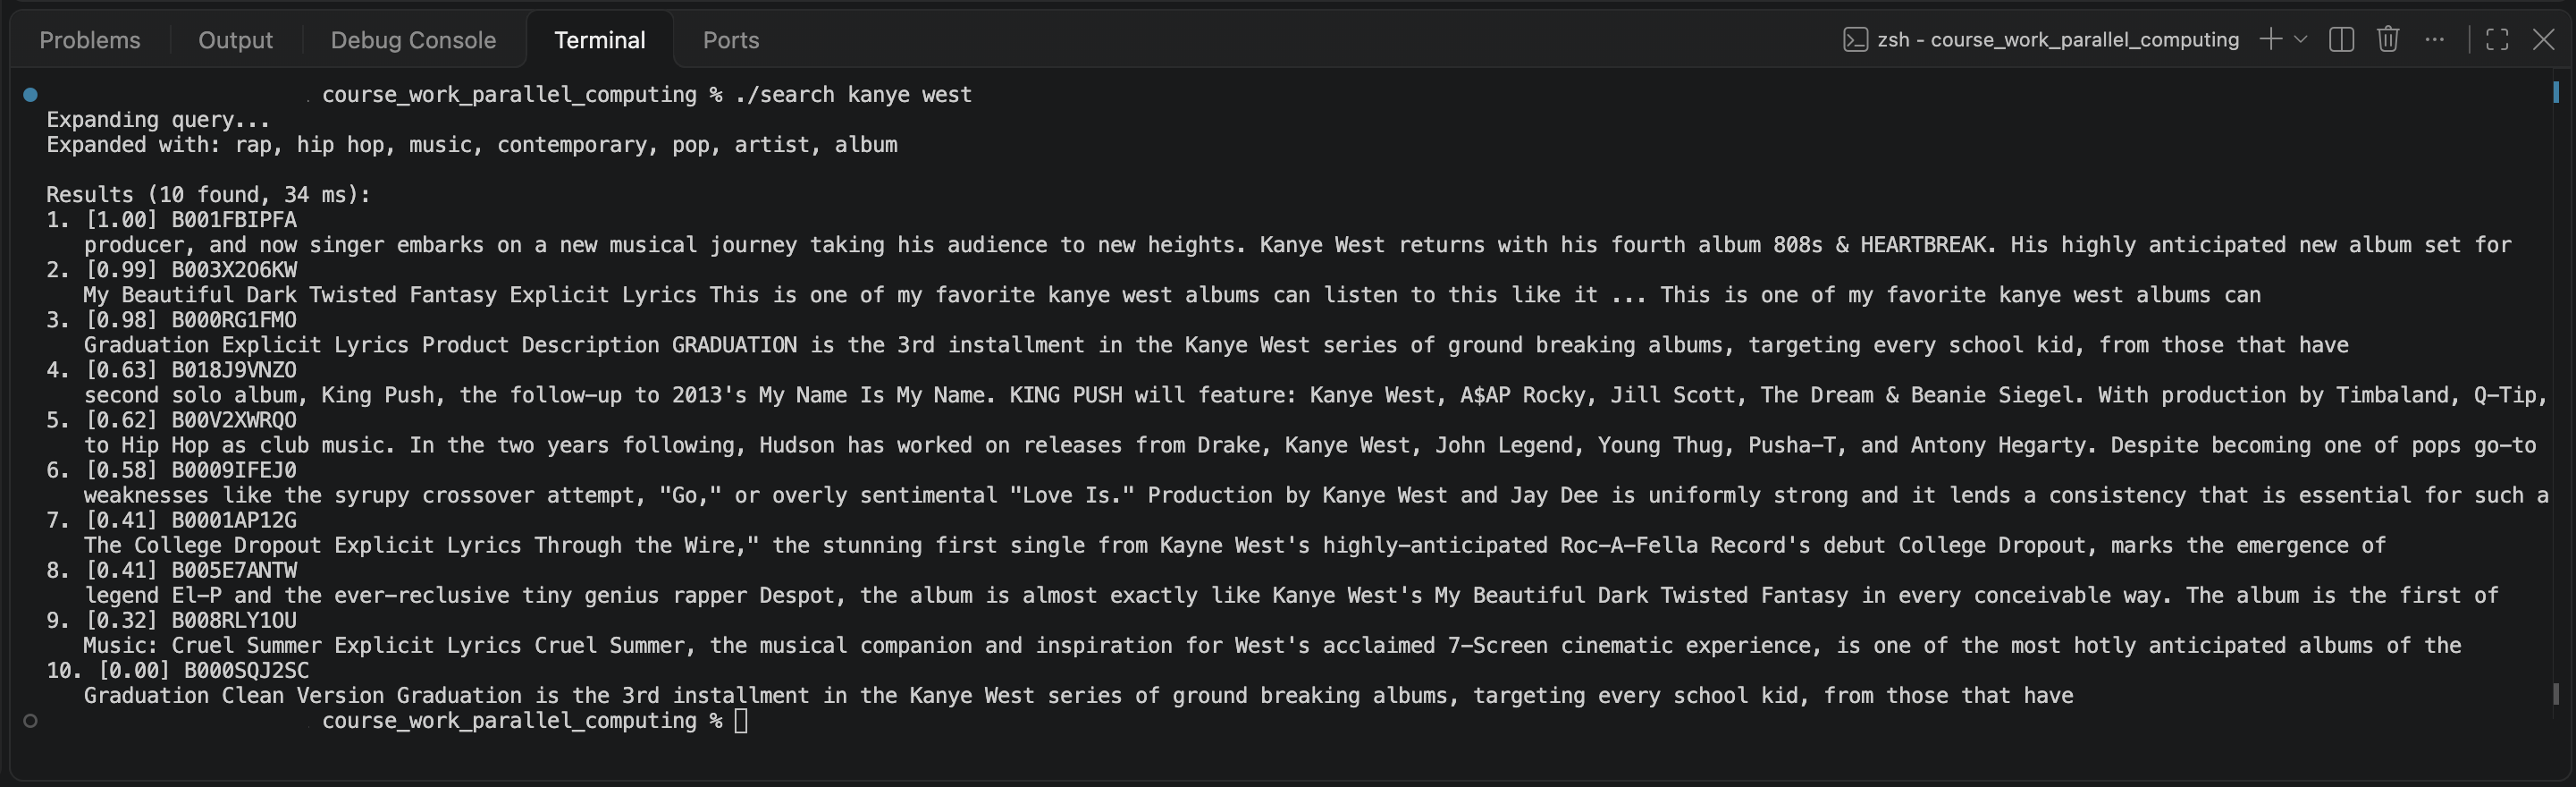 Problems Output Debug Console Terminal Ports zsh - course_work_parallel_computing
course_work_parallel_computing % ./search kanye west
Expanding query...
Expanded with: rap, hip hop, music, contemporary, pop, artist, album
Results (10 found, 34 ms):
1. [1.00] B001FBIPFA
producer, and now singer embarks on a new musical journey taking his audience to new heights. Kanye West returns with his fourth album 808s & HEARTBREAK. His highly anticipated new album set for
2. [0.99] B003X2O6KW
My Beautiful Dark Twisted Fantasy Explicit Lyrics This is one of my favorite kanye west albums can listen to this like it ... This is one of my favorite kanye west albums can
3. [0.98] B000RG1FMO
Graduation Explicit Lyrics Product Description GRADUATION is the 3rd installment in the Kanye West series of ground breaking albums, targeting every school kid, from those that have
4. [0.63] B018J9VNZO
second solo album, King Push, the follow-up to 2013's My Name Is My Name. KING PUSH will feature: Kanye West, A$AP Rocky, Jill Scott, The Dream & Beanie Siegel. With production by Timbaland, Q-Tip,
5. [0.62] B00V2XWRQO
to Hip Hop as club music. In the two years following, Hudson has worked on releases from Drake, Kanye West, John Legend, Young Thug, Pusha-T, and Antony Hegarty. Despite becoming one of pops go-to
6. [0.58] B0009IFEJ0
weaknesses like the syrupy crossover attempt, "Go," or overly sentimental "Love Is." Production by Kanye West and Jay Dee is uniformly strong and it lends a consistency that is essential for such a
7. [0.41] B0001AP12G
The College Dropout Explicit Lyrics Through the Wire," the stunning first single from Kayne West's highly-anticipated Roc-A-Fella Record's debut College Dropout, marks the emergence of
8. [0.41] B005E7ANTW
legend El-P and the ever-reclusive tiny genius rapper Despot, the album is almost exactly like Kanye West's My Beautiful Dark Twisted Fantasy in every conceivable way. The album is the first of
9. [0.32] B008RLY1OU
Music: Cruel Summer Explicit Lyrics Cruel Summer, the musical companion and inspiration for West's acclaimed 7-Screen cinematic experience, is one of the most hotly anticipated albums of the
10. [0.00] B000SQJ2SC
Graduation Clean Version Graduation is the 3rd installment in the Kanye West series of ground breaking albums, targeting every school kid, from those that have
course_work_parallel_computing %